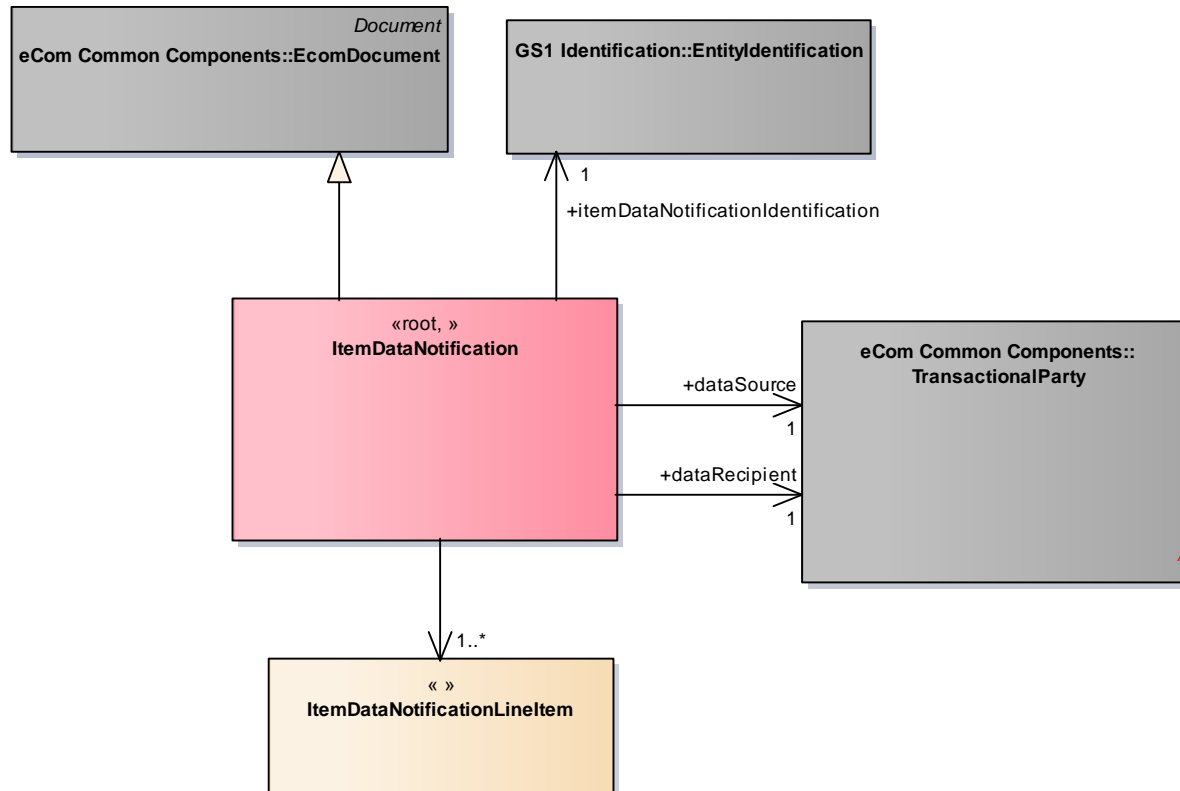 Document
eCom Common Components::EcomDocument
GS1 Identification::EntityIdentification
1
+itemDataNotificationIdentification
«root, »
ItemDataNotification
eCom Common Components::
TransactionalParty
+dataSource
1
+dataRecipient
1
1..*
« »
ItemDataNotificationLineItem